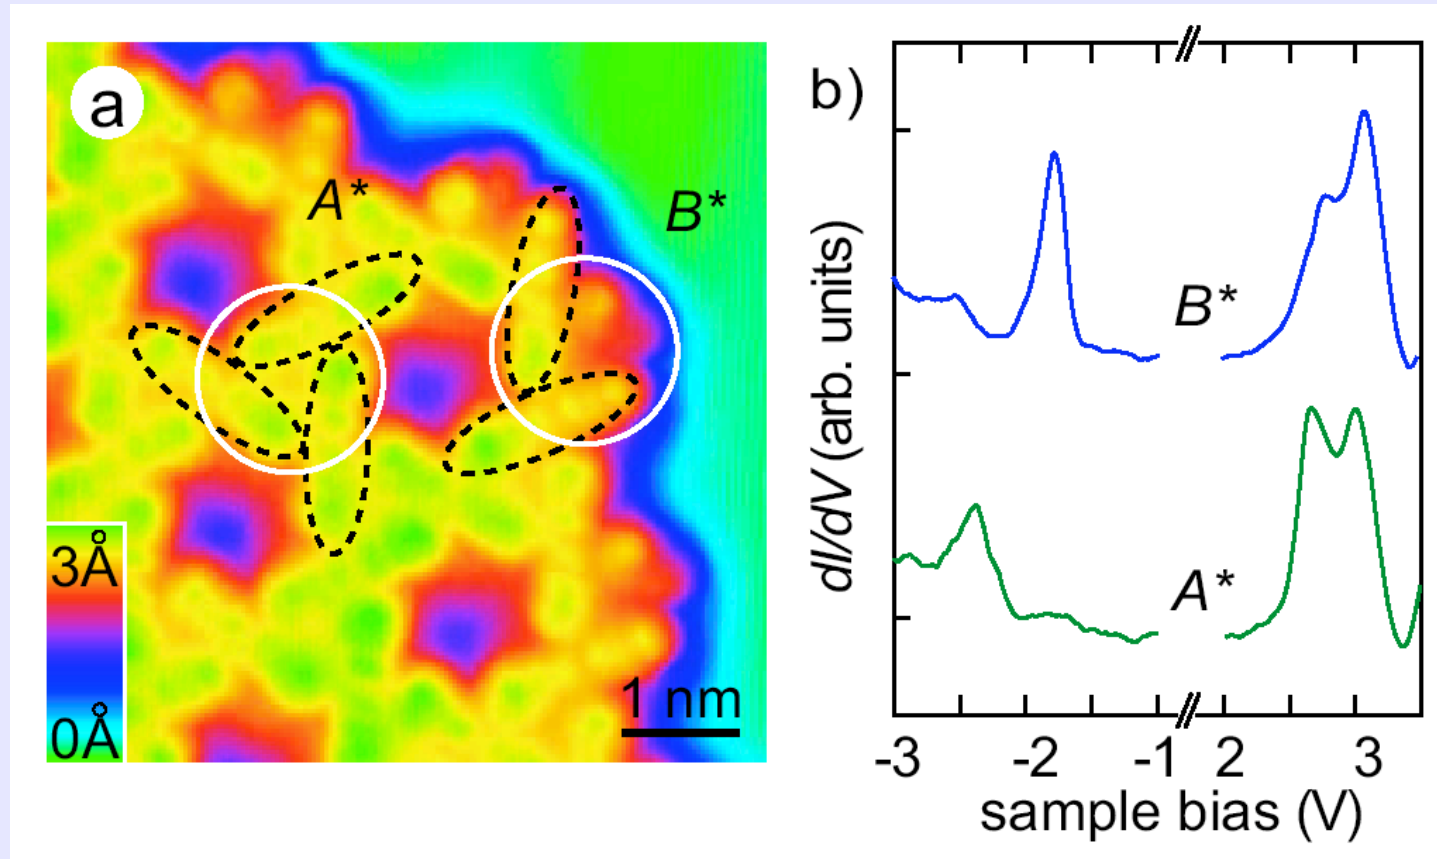 a
A*
B*
3Å
0Å
1 nm
b)
B*
A*
dI/dV (arb. units)
-3 -2 -1 2 3
sample bias (V)